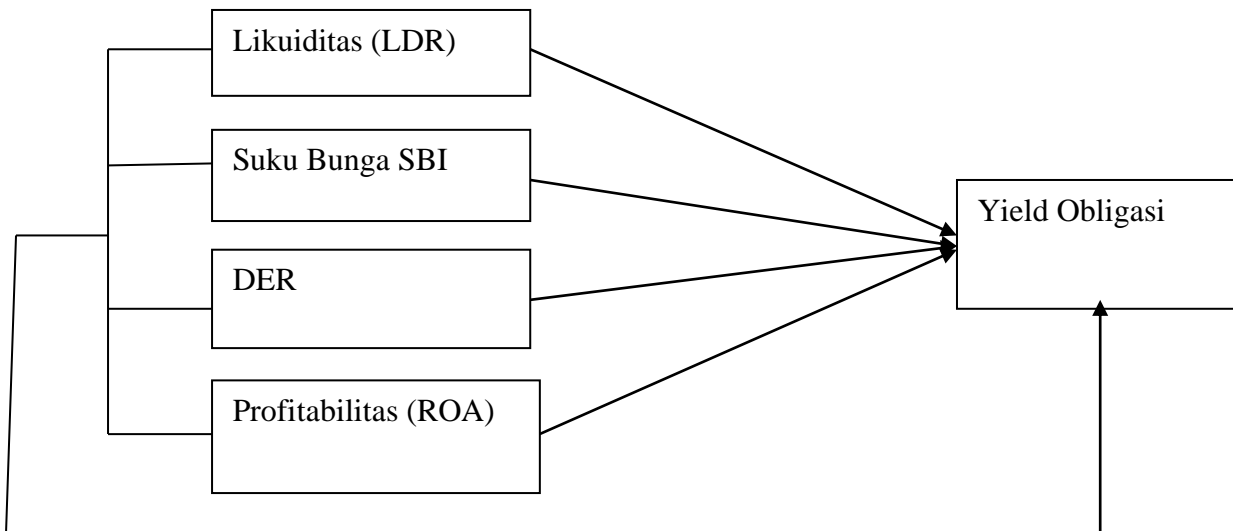 Likuiditas (LDR)
Suku Bunga SBI
Yield Obligasi
DER
Profitabilitas (ROA)